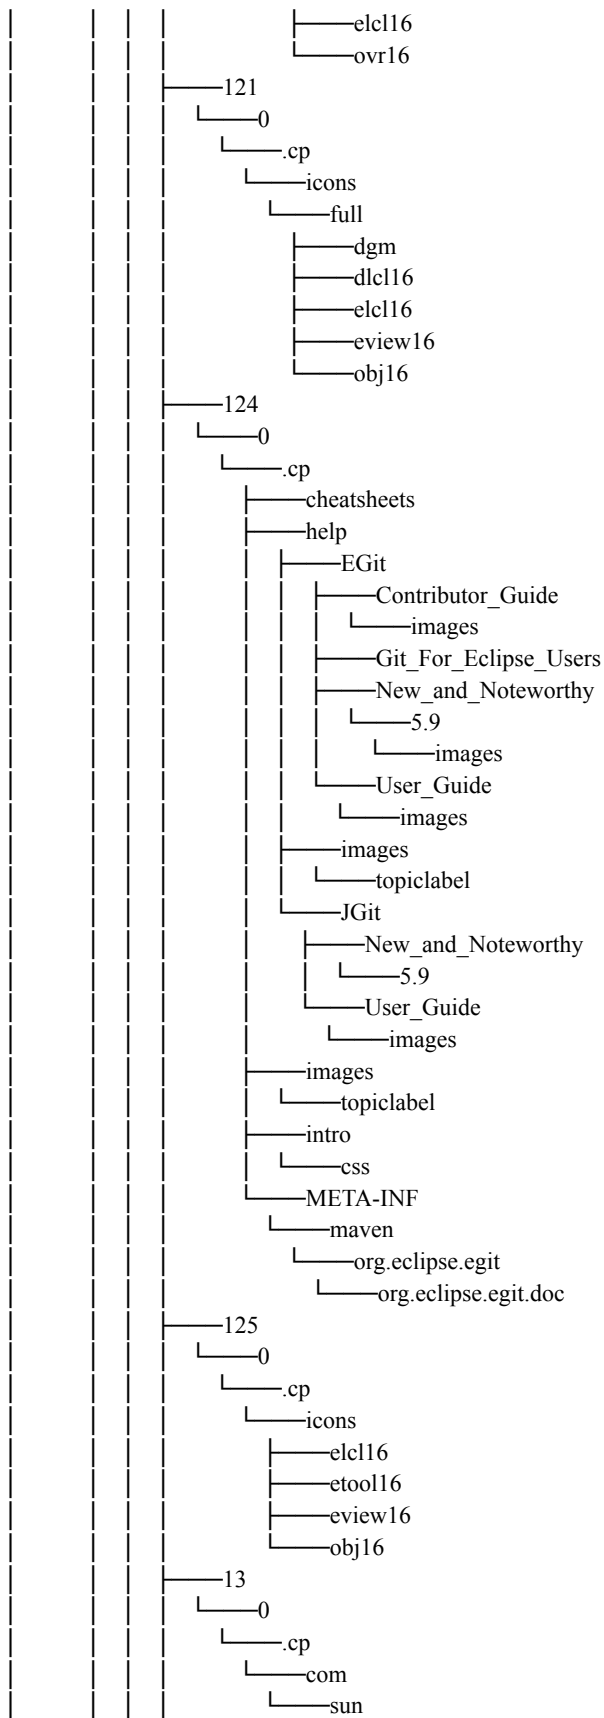 elcl16
ovr16
121
0
.cp
icons
full
dgm
dlcl16
elcl16
eview16
obj16
124
0
.cp
cheatsheets
help
EGit
Contributor_Guide
images
Git_For_Eclipse_Users
New_and_Noteworthy
5.9
images
User_Guide
images
images
topiclabel
JGit
New_and_Noteworthy
5.9
User_Guide
images
images
topiclabel
intro
css
META-INF
maven
org.eclipse.egit
org.eclipse.egit.doc
125
0
.cp
icons
elcl16
etool16
eview16
obj16
13
0
.cp
com
sun